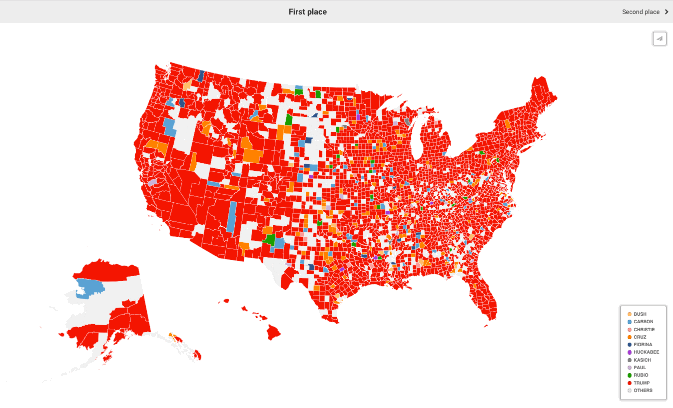 First place
Second place
BUSH
CARSON
CHRISTIE
CRUZ
FIORINA
HUCKABEE
KASICH
PAUL
RUBIO
TRUMP
OTHERS